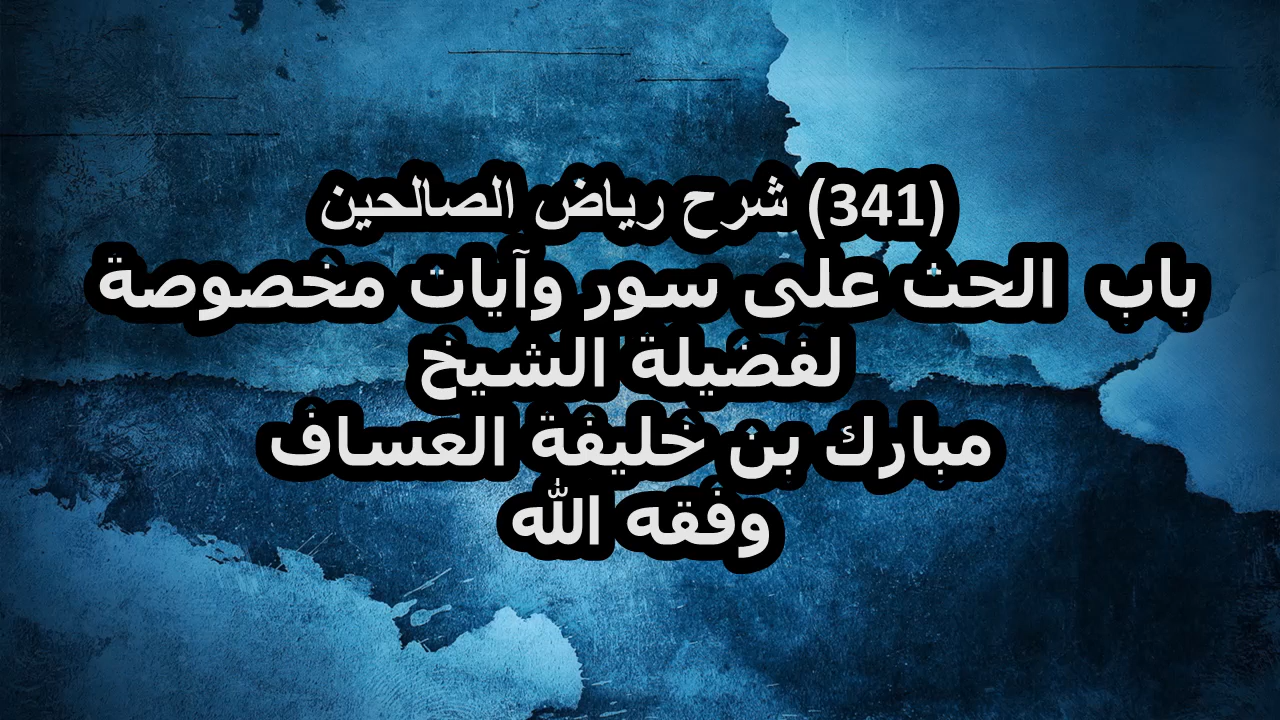 (341) شرح رياض الصالحين
باب الحث على سور وآيات مخصوصة
لفضيلة الشيخ
مبارك بن خليفة العساف
وفقه الله